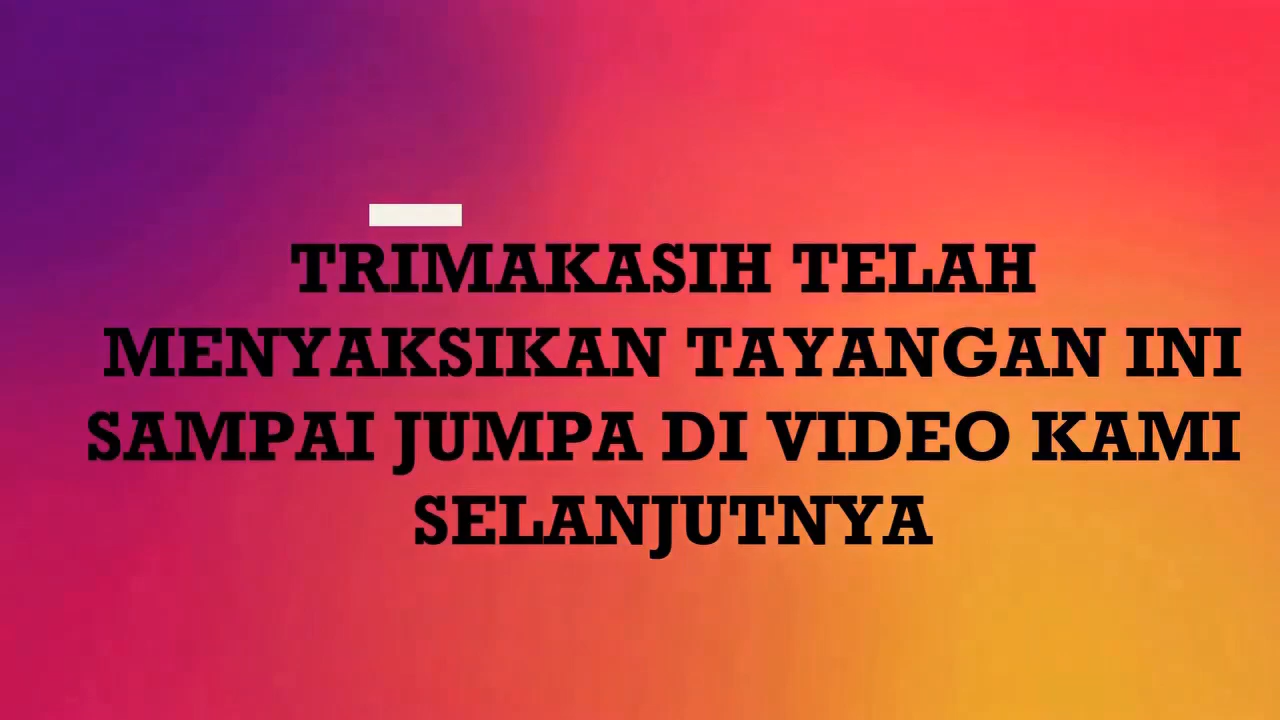 TRIMAKASIH TELAH
MENYAKSIKAN TAYANGAN INI
SAMPAI JUMPA DI VIDEO KAMI
SELANJUTNYA